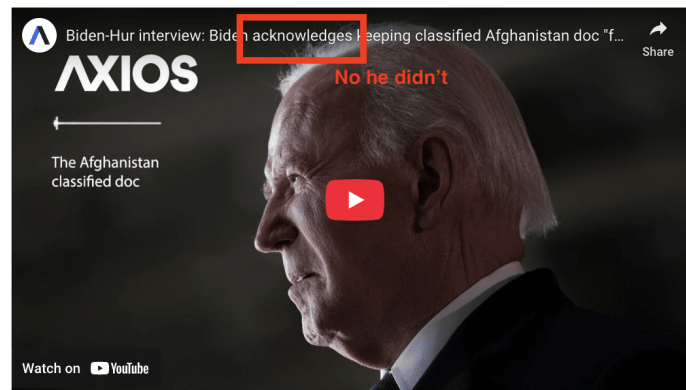 Biden-Hur interview: Biden acknowledges keeping classified Afghanistan doc "f...
Share
AXIOS
No he didn't
The Afghanistan
classified doc
Watch on YouTube